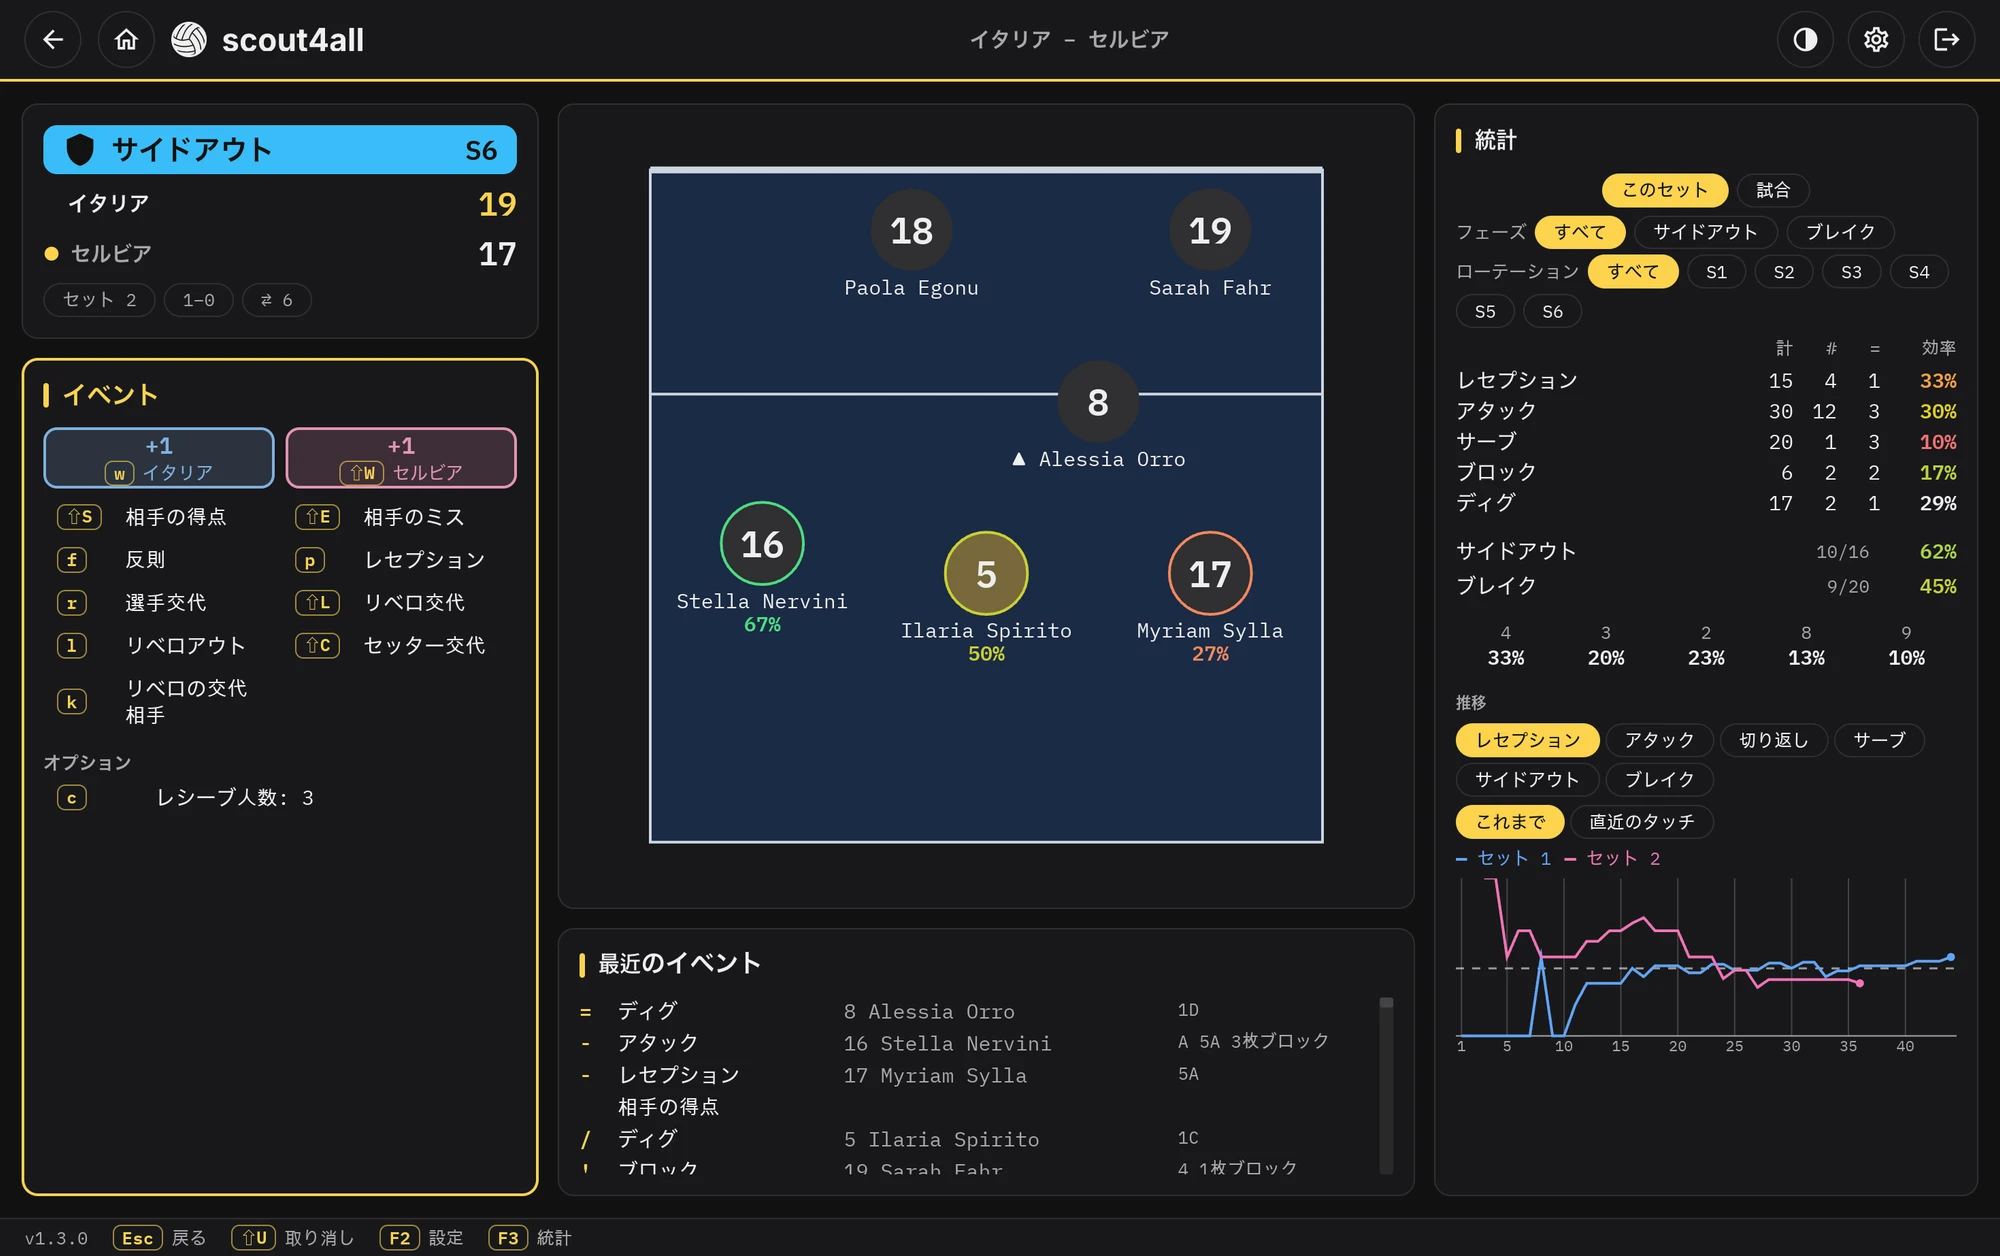 scout4all
イタリア – セルビア
サイドアウト S6
イタリア 19
セルビア 17
セット 2 1–0 ⇄ 6
イベント
+1
w イタリア
+1
⇧W セルビア
⇧S 相手の得点 ⇧E 相手のミス
f 反則 p レセプション
r 選手交代 ⇧L リベロ交代
l リベロアウト ⇧C セッター交代
k リベロの交代
相手
オプション
c レシーブ人数: 3
18 19
Paola Egonu Sarah Fahr
8
▲ Alessia Orro
16 5 17
Stella Nervini
67%
Ilaria Spirito Myriam Sylla
50% 27%
最近のイベント
= ディグ 8 Alessia Orro 1D
- アタック 16 Stella Nervini A 5A 3枚ブロック
- レセプション 17 Myriam Sylla 5A
相手の得点
/ ディグ 5 Ilaria Spirito 1C
! ブロック 19 Sarah Fahr 4 1枚ブロック
統計
このセット 試合
フェーズ すべて サイドアウト ブレイク
ローテーション すべて S1 S2 S3 S4
S5 S6
計 # = 効率
レセプション 15 4 1 33%
アタック 30 12 3 30%
サーブ 20 1 3 10%
ブロック 6 2 2 17%
ディグ 17 2 1 29%
サイドアウト 10/16 62%
ブレイク 9/20 45%
4 3 2 8 9
33% 20% 23% 13% 10%
推移
レセプション アタック 切り返し サーブ
サイドアウト ブレイク
これまで 直近のタッチ
セット 1 セット 2
1 5 10 15 20 25 30 35 40
v1.3.0 Esc 戻る ⇧U 取り消し F2 設定 F3 統計